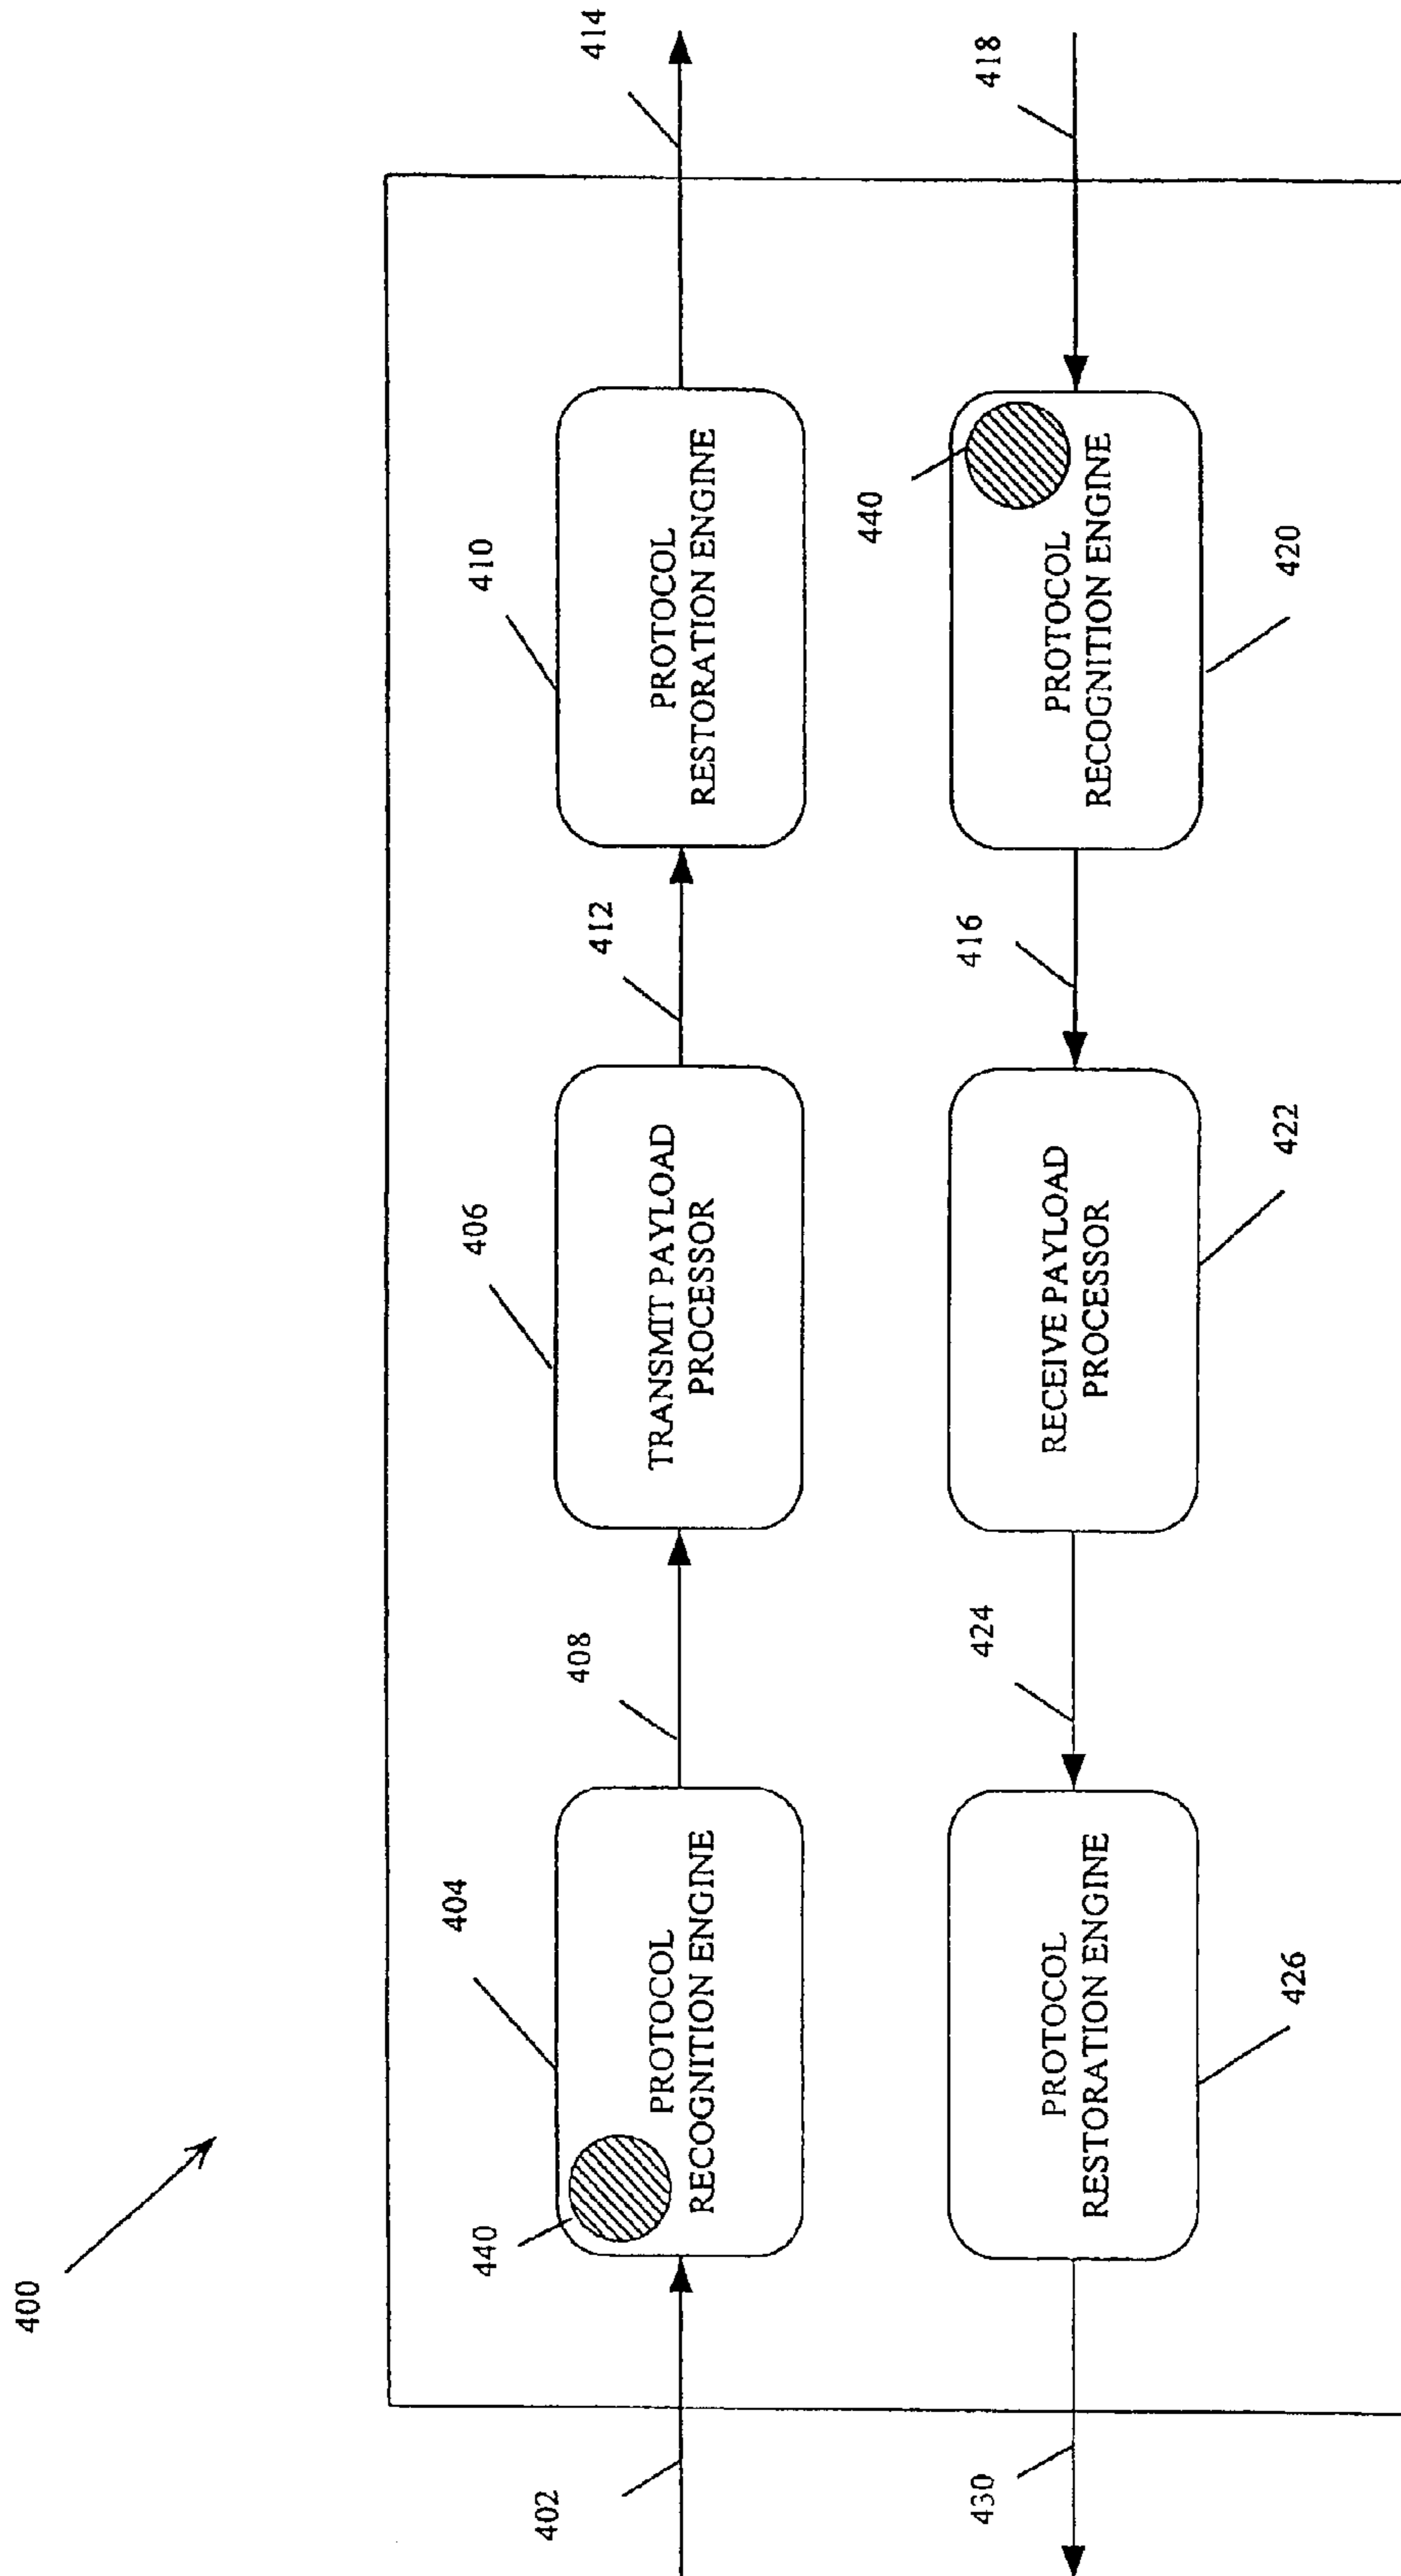 400
402
440
404
PROTOCOL
RECOGNITION ENGINE
408
406
TRANSMIT PAYLOAD
PROCESSOR
412
410
PROTOCOL
RESTORATION ENGINE
414
430
PROTOCOL
RESTORATION ENGINE
426
424
RECEIVE PAYLOAD
PROCESSOR
422
416
440
PROTOCOL
RECOGNITION ENGINE
420
418